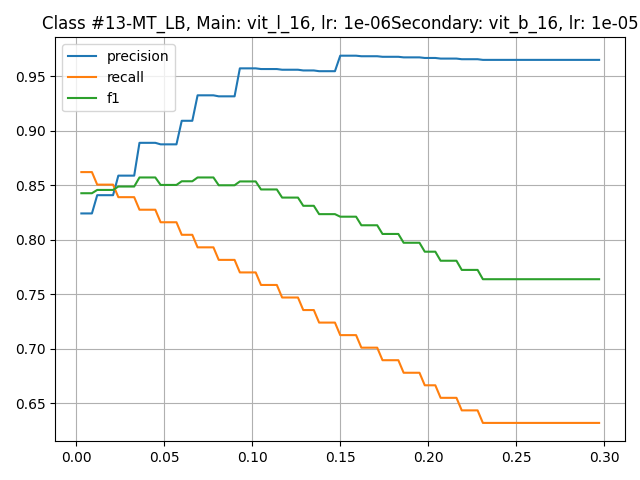 Class #13-MT_LB, Main: vit_l_16, lr: 1e-06Secondary: vit_b_16, lr: 1e-05
precision
recall
f1
0.95
0.90
0.85
0.80
0.75
0.70
0.65
0.00 0.05 0.10 0.15 0.20 0.25 0.30